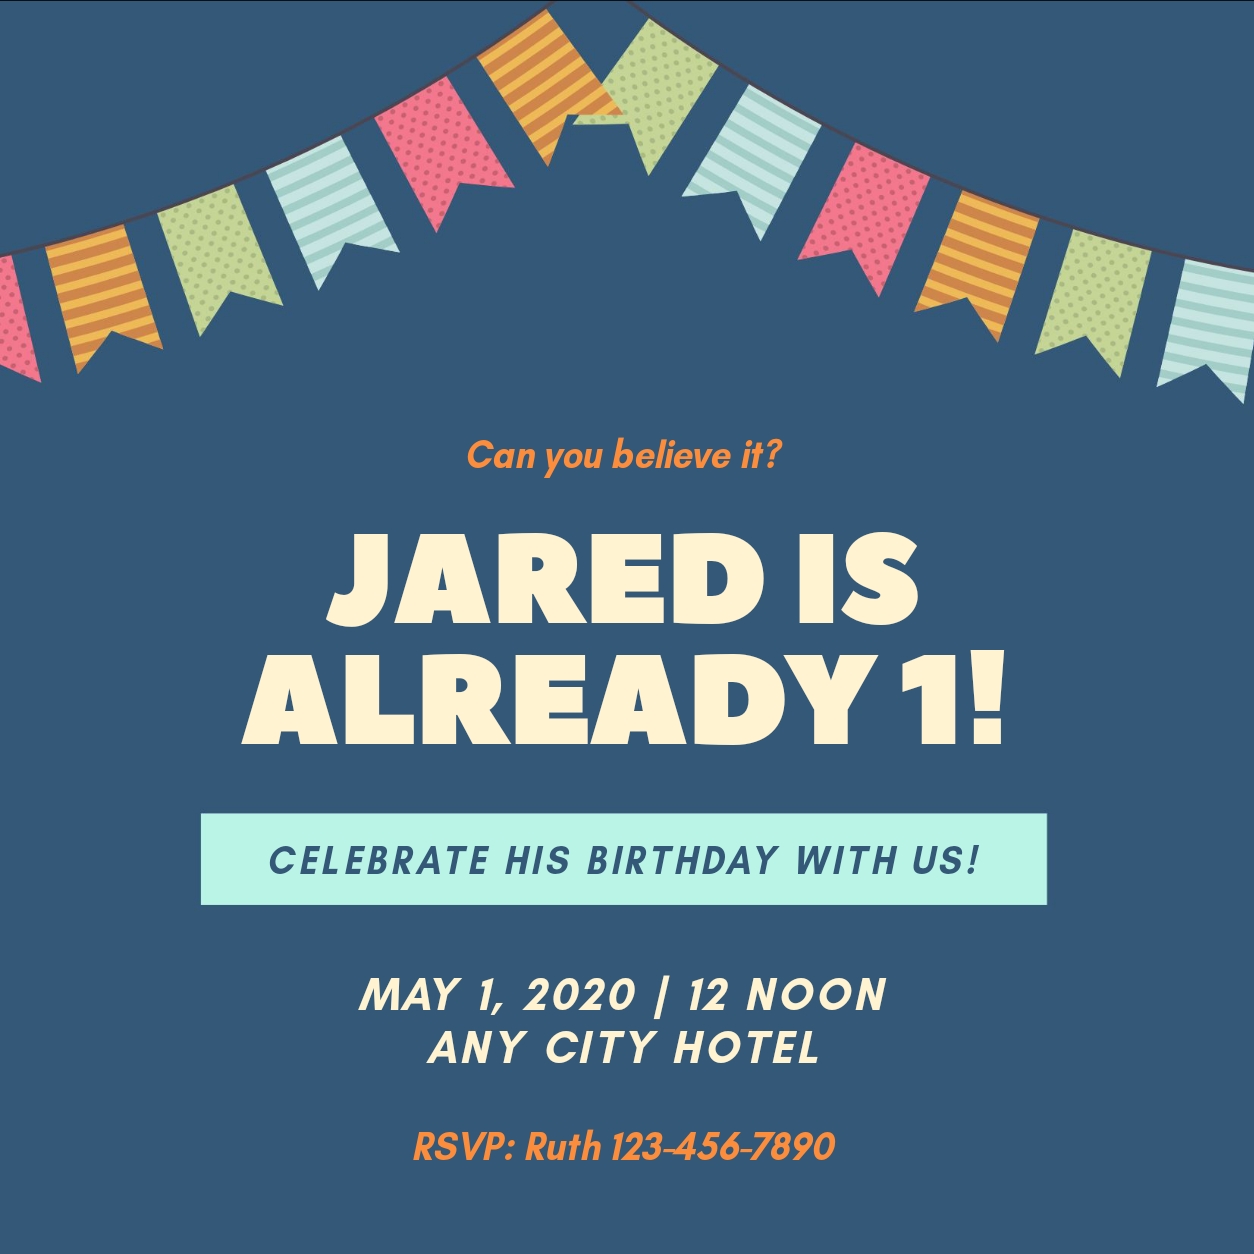 Can you believe it?
JARED IS
ALREADY 1!
CELEBRATE HIS BIRTHDAY WITH US!
MAY 1, 2020 | 12 NOON
ANY CITY HOTEL
RSVP: Ruth 123-456-7890